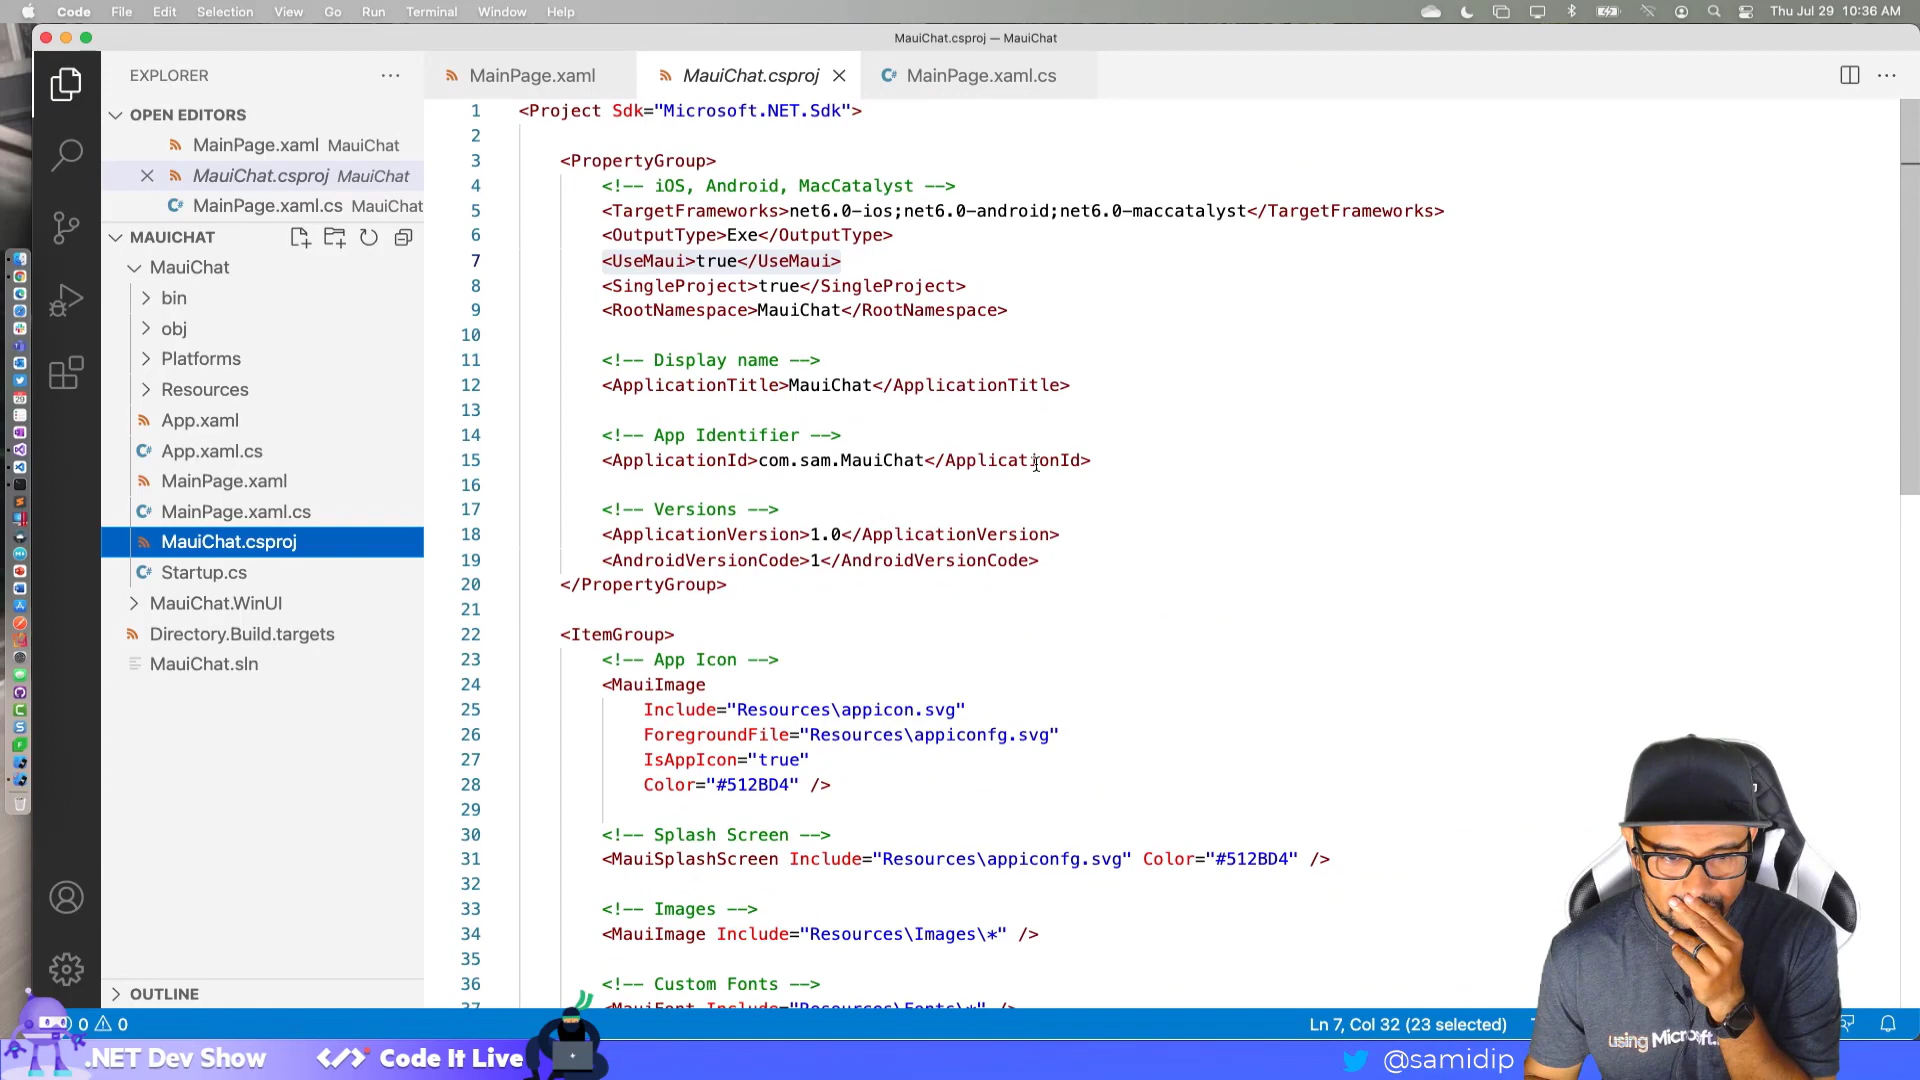 Code File Edit Selection View Go Run Terminal Window Help Thu Jul 29 10:36 AM
MauiChat.csproj — MauiChat
EXPLORER
OPEN EDITORS
MainPage.xaml MauiChat
MauiChat.csproj MauiChat
MainPage.xaml.cs MauiChat
MAUICHAT
MauiChat
bin
obj
Platforms
Resources
App.xaml
App.xaml.cs
MainPage.xaml
MainPage.xaml.cs
MauiChat.csproj
Startup.cs
MauiChat.WinUI
Directory.Build.targets
MauiChat.sln
OUTLINE
MainPage.xaml MauiChat.csproj MainPage.xaml.cs
1 <Project Sdk="Microsoft.NET.Sdk">
2
3 <PropertyGroup>
4 <!-- iOS, Android, MacCatalyst -->
5 <TargetFrameworks>net6.0-ios;net6.0-android;net6.0-maccatalyst</TargetFrameworks>
6 <OutputType>Exe</OutputType>
7 <UseMaui>true</UseMaui>
8 <SingleProject>true</SingleProject>
9 <RootNamespace>MauiChat</RootNamespace>
10
11 <!-- Display name -->
12 <ApplicationTitle>MauiChat</ApplicationTitle>
13
14 <!-- App Identifier -->
15 <ApplicationId>com.sam.MauiChat</ApplicationId>
16
17 <!-- Versions -->
18 <ApplicationVersion>1.0</ApplicationVersion>
19 <AndroidVersionCode>1</AndroidVersionCode>
20 </PropertyGroup>
21
22 <ItemGroup>
23 <!-- App Icon -->
24 <MauiImage
25 Include="Resources\appicon.svg"
26 ForegroundFile="Resources\appiconfg.svg"
27 IsAppIcon="true"
28 Color="#512BD4" />
29
30 <!-- Splash Screen -->
31 <MauiSplashScreen Include="Resources\appiconfg.svg" Color="#512BD4" />
32
33 <!-- Images -->
34 <MauiImage Include="Resources\Images\*" />
35
36 <!-- Custom Fonts -->
37 <MauiFont Include="Resources\Fonts\*" />
0 0
Ln 7, Col 32 (23 selected)
using Microsoft.
.NET Dev Show </> Code It Live @samidip